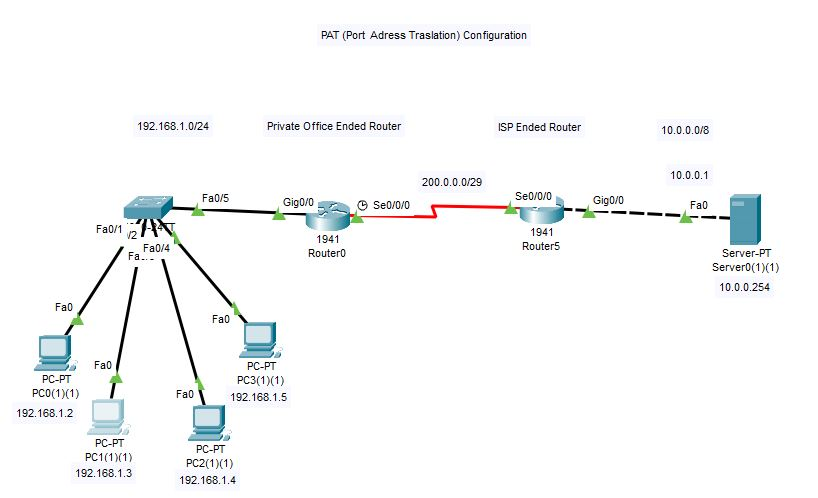 PAT (Port Adress Traslation) Configuration
192.168.1.0/24
Private Office Ended Router
ISP Ended Router
10.0.0.0/8
200.0.0.0/29
10.0.0.1
Fa0/5
Gig0/0
Se0/0/0
Se0/0/0
Gig0/0
Fa0
Fa0/1
/2
Fa0/4
1941
Router0
1941
Router5
Server-PT
Server0(1)(1)
10.0.0.254
Fa0
Fa0
Fa0
Fa0
PC-PT
PC0(1)(1)
192.168.1.2
PC-PT
PC3(1)(1)
192.168.1.5
PC-PT
PC1(1)(1)
192.168.1.3
PC-PT
PC2(1)(1)
192.168.1.4